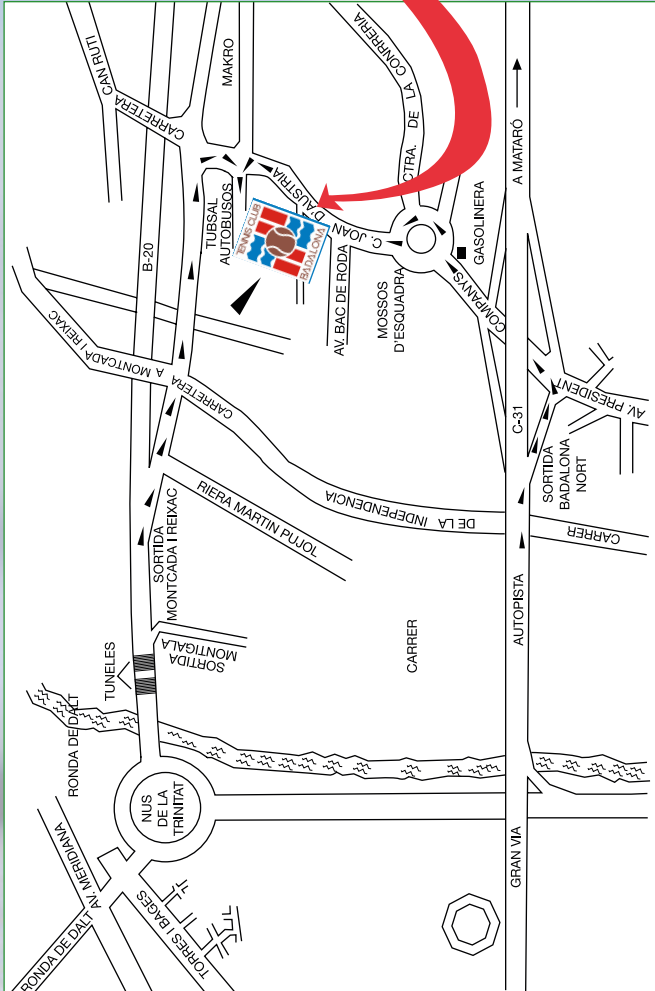 CARRETERA CAN RUTI
MAKRO
CTRA. DE LA CONRRERIA
A MATARÓ
B-20
TUBSAL
AUTOBUSOS
C. JOAN D'AUSTRIA
TENNIS CLUB
BADALONA
AV. BAC DE RODA
MOSSOS
D'ESQUADRA
GASOLINERA
CARRETERA A MONTCADA I REIXAC
AV. PRESIDENT COMPANYS
C-31
SORTIDA
BADALONA
NORT
SORTIDA
MONTCADA I REIXAC
RIERA MARTIN PUJOL
CARRER DE LA INDEPENDENCIA
TUNELES
SORTIDA
MONTIGALA
CARRER
AUTOPISTA
RONDA DE DALT
NUS
DE LA
TRINITAT
AV. MERIDIANA
RONDA DE DALT
TORRES I BAGES
GRAN VIA